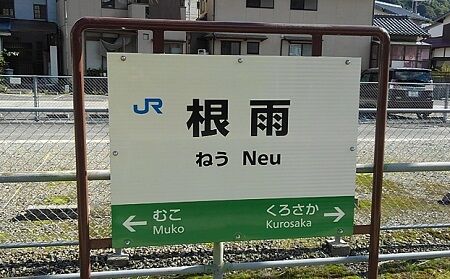 JR 根雨
ねう Neu
← むこ くろさか →
Muko Kurosaka